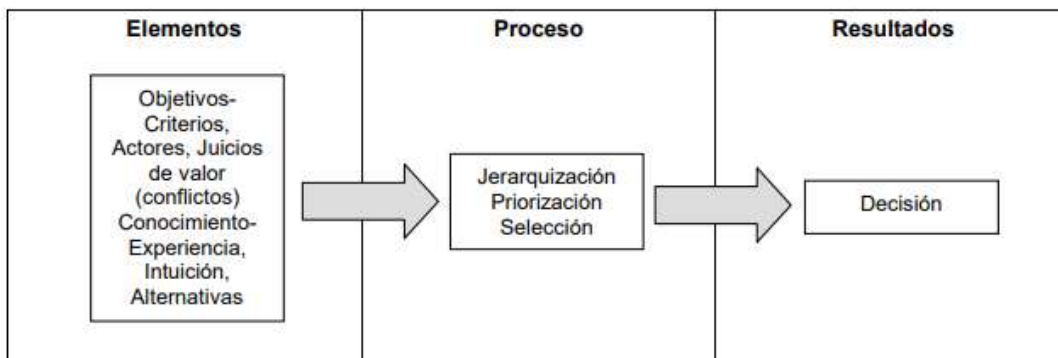 Elementos
Proceso
Resultados
Objetivos-
Criterios,
Actores, Juicios
de valor
(conflictos)
Conocimiento-
Experiencia,
Intuición,
Alternativas
Jerarquización
Priorización
Selección
Decisión